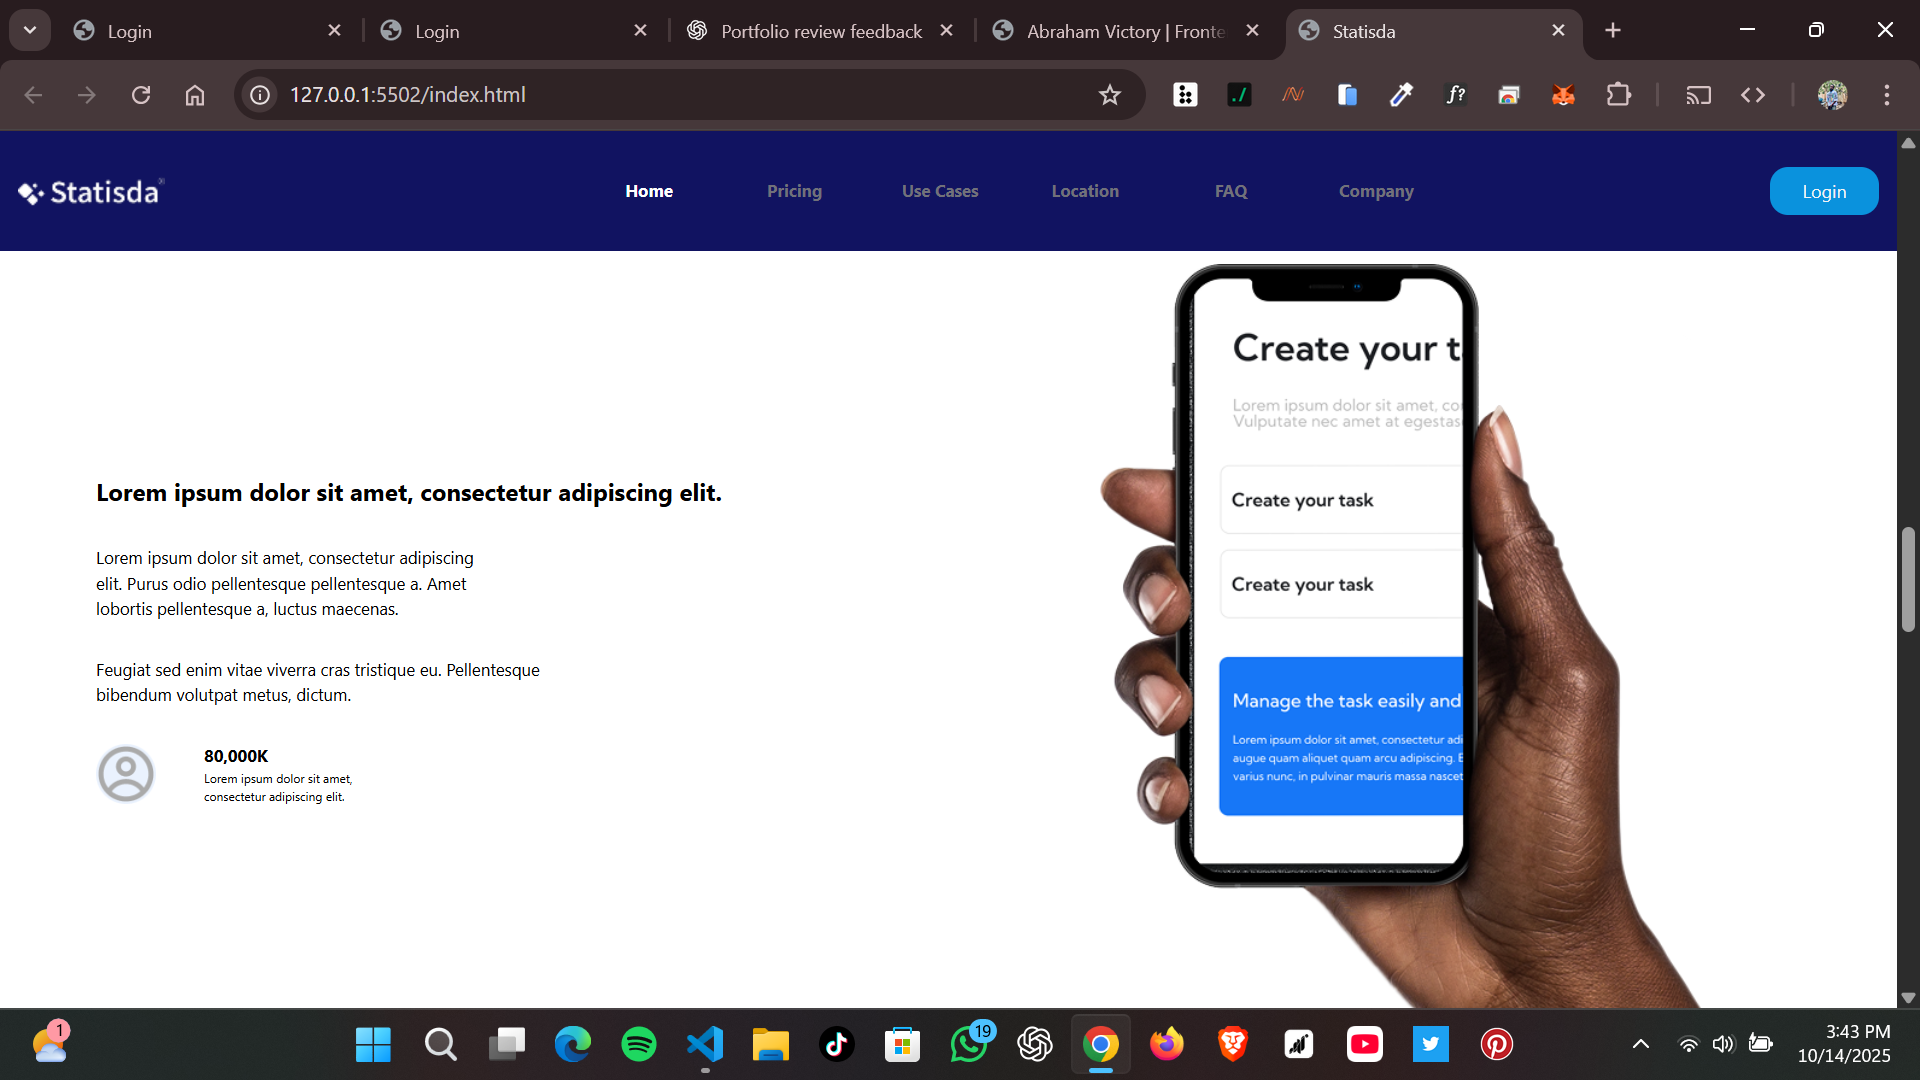 Login
Login
Portfolio review feedback
Abraham Victory | Fronte
Statisda
127.0.0.1:5502/index.html
f?
Statisda
Home
Pricing
Use Cases
Location
FAQ
Company
Login
Create your t
Lorem ipsum dolor sit amet, co
Vulputate nec amet at egestas
Create your task
Create your task
Manage the task easily and
Lorem ipsum dolor sit amet, consectetur adi
augue quam aliquet quam arcu adipiscing. E
varius nunc, in pulvinar mauris massa nascet
Lorem ipsum dolor sit amet, consectetur adipiscing elit.
Lorem ipsum dolor sit amet, consectetur adipiscing
elit. Purus odio pellentesque pellentesque a. Amet
lobortis pellentesque a, luctus maecenas.
Feugiat sed enim vitae viverra cras tristique eu. Pellentesque
bibendum volutpat metus, dictum.
80,000K
Lorem ipsum dolor sit amet,
consectetur adipiscing elit.
1
19
3:43 PM
10/14/2025